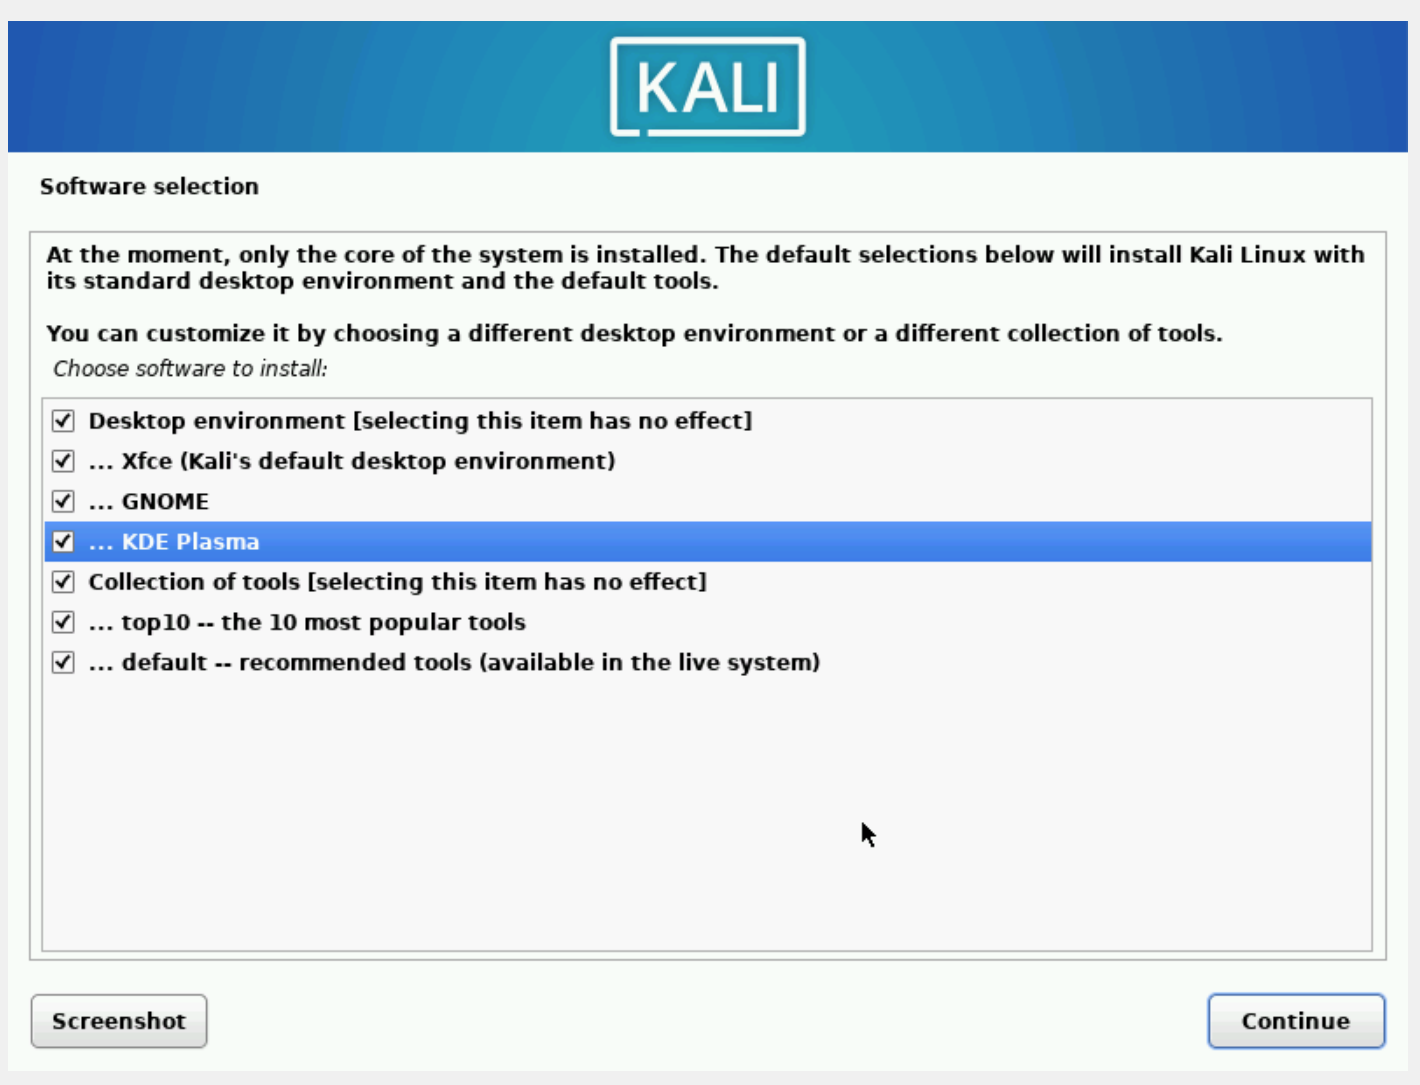 KALI
Software selection
At the moment, only the core of the system is installed. The default selections below will install Kali Linux with
its standard desktop environment and the default tools.
You can customize it by choosing a different desktop environment or a different collection of tools.
Choose software to install:
Desktop environment [selecting this item has no effect]
... Xfce (Kali's default desktop environment)
... GNOME
... KDE Plasma
Collection of tools [selecting this item has no effect]
... top10 -- the 10 most popular tools
... default -- recommended tools (available in the live system)
Screenshot
Continue